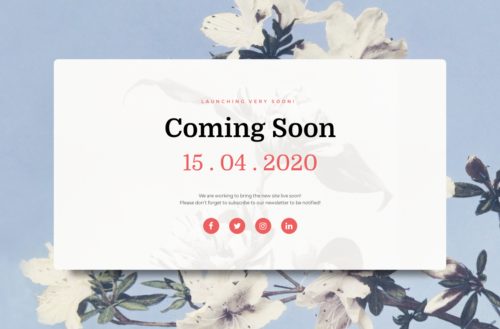 LAUNCHING VERY SOON!
Coming Soon
15 . 04 . 2020
We are working to bring the new site live soon!
Please don't forget to subscribe to our newsletter to be notified!